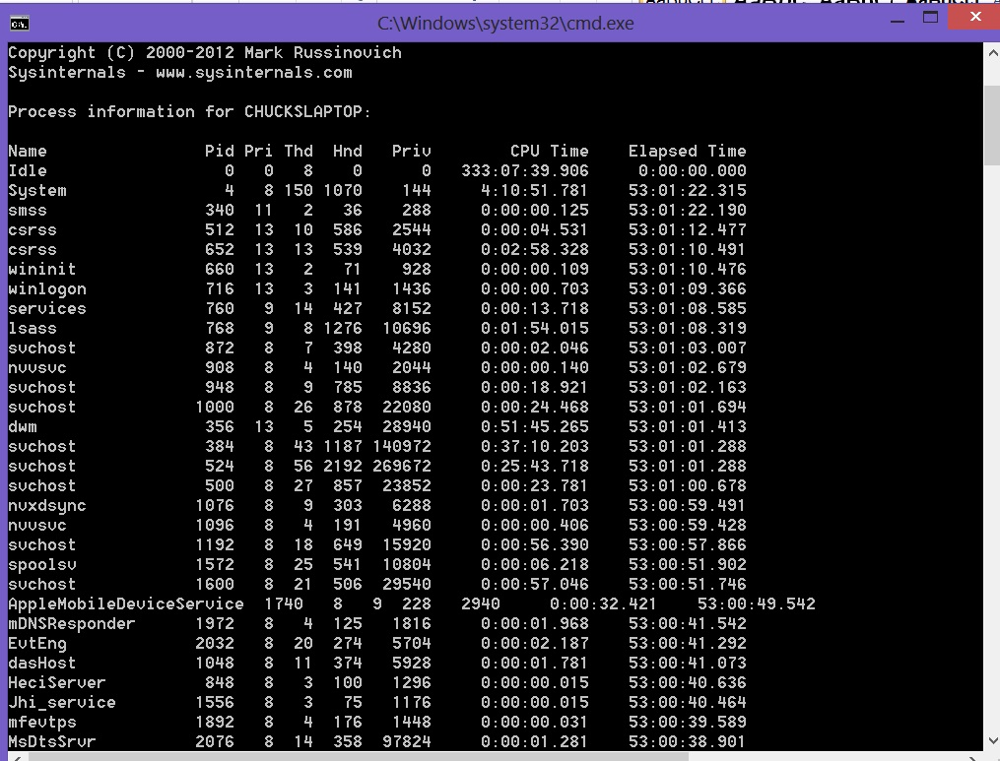 C:\Windows\system32\cmd.exe
Copyright (C) 2000-2012 Mark Russinovich
Sysinternals - www.sysinternals.com
Process information for CHUCKSLAPTOP:
Name Pid Pri Thd Hnd Priv CPU Time Elapsed Time
Idle 0 0 8 0 0 333:07:39.906 0:00:00.000
System 4 8 150 1070 144 4:10:51.781 53:01:22.315
smss 340 11 2 36 288 0:00:00.125 53:01:22.190
csrss 512 13 10 586 2544 0:00:04.531 53:01:12.477
csrss 652 13 13 539 4032 0:02:58.328 53:01:10.491
wininit 660 13 2 71 928 0:00:00.109 53:01:10.476
winlogon 716 13 3 141 1436 0:00:00.703 53:01:09.366
services 760 9 14 427 8152 0:00:13.718 53:01:08.585
lsass 768 9 8 1276 10696 0:01:54.015 53:01:08.319
svchost 872 8 7 398 4280 0:00:02.046 53:01:03.007
nvvsvc 908 8 4 140 2044 0:00:00.140 53:01:02.679
svchost 948 8 9 785 8836 0:00:18.921 53:01:02.163
svchost 1000 8 26 878 22080 0:00:24.468 53:01:01.694
dwm 356 13 5 254 28940 0:51:45.265 53:01:01.413
svchost 384 8 43 1187 140972 0:37:10.203 53:01:01.288
svchost 524 8 56 2192 269672 0:25:43.718 53:01:01.288
svchost 500 8 27 857 23852 0:00:23.781 53:01:00.678
nvxdsync 1076 8 9 303 6288 0:00:01.703 53:00:59.491
nvvsvc 1096 8 4 191 4960 0:00:00.406 53:00:59.428
svchost 1192 8 18 649 15920 0:00:56.390 53:00:57.866
spoolsv 1572 8 25 541 10804 0:00:06.218 53:00:51.902
svchost 1600 8 21 506 29540 0:00:57.046 53:00:51.746
AppleMobileDeviceService 1740 8 9 228 2940 0:00:32.421 53:00:49.542
mDNSResponder 1972 8 4 125 1816 0:00:01.968 53:00:41.542
EvtEng 2032 8 20 274 5704 0:00:02.187 53:00:41.292
dasHost 1048 8 11 374 5928 0:00:01.781 53:00:41.073
HeciServer 848 8 3 100 1296 0:00:00.015 53:00:40.636
Jhi_service 1556 8 3 75 1176 0:00:00.015 53:00:40.464
mfevtps 1892 8 4 176 1448 0:00:00.031 53:00:39.589
MsDtsSrvr 2076 8 14 358 97824 0:00:01.281 53:00:38.901